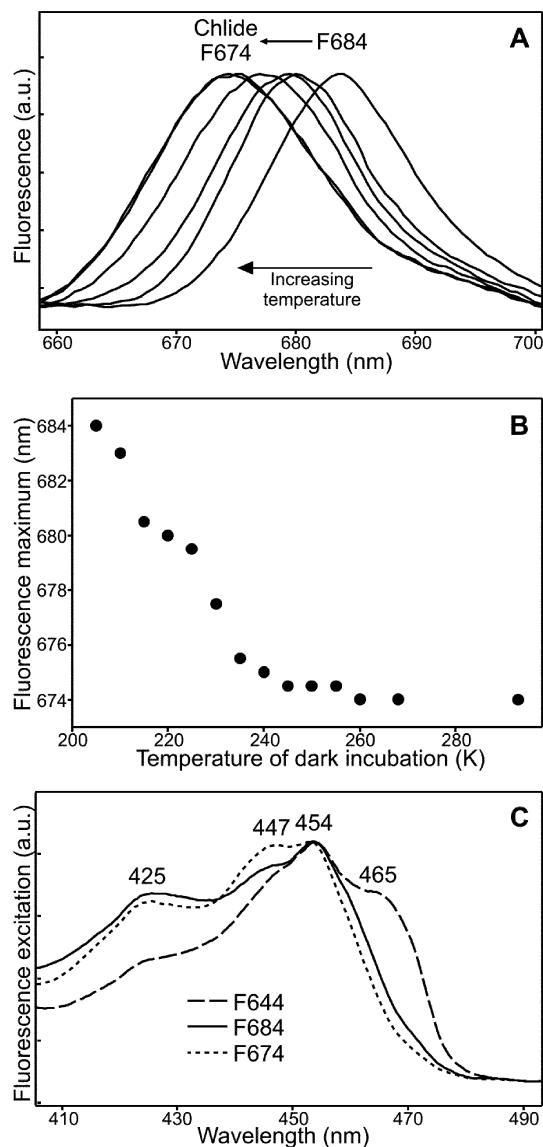 Chlide
F674 F684
A
Increasing
temperature
Fluorescence (a.u.)
660 670 680 690 700
Wavelength (nm)
B
684
682
680
678
676
674
Fluorescence maximum (nm)
200 220 240 260 280
Temperature of dark incubation (K)
C
447 454
425 465
F644
F684
F674
Fluorescence excitation (a.u.)
410 430 450 470 490
Wavelength (nm)